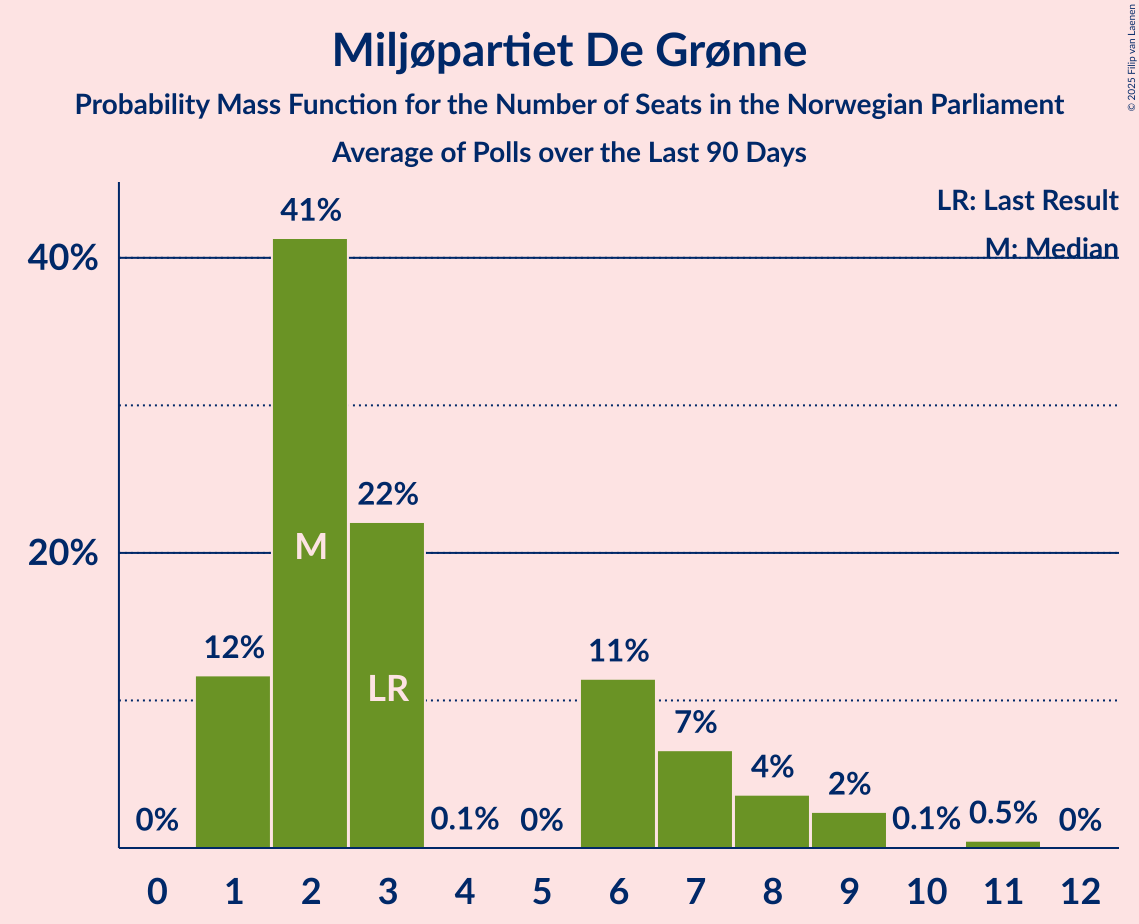 Miljøpartiet De Grønne
Probability Mass Function for the Number of Seats in the Norwegian Parliament
Average of Polls over the Last 90 Days
© 2025 Filip van Laenen
LR: Last Result
M: Median
40%
20%
0%
12%
41%
22%
0.1%
0%
11%
7%
4%
2%
0.1%
0.5%
0%
M
LR
0 1 2 3 4 5 6 7 8 9 10 11 12